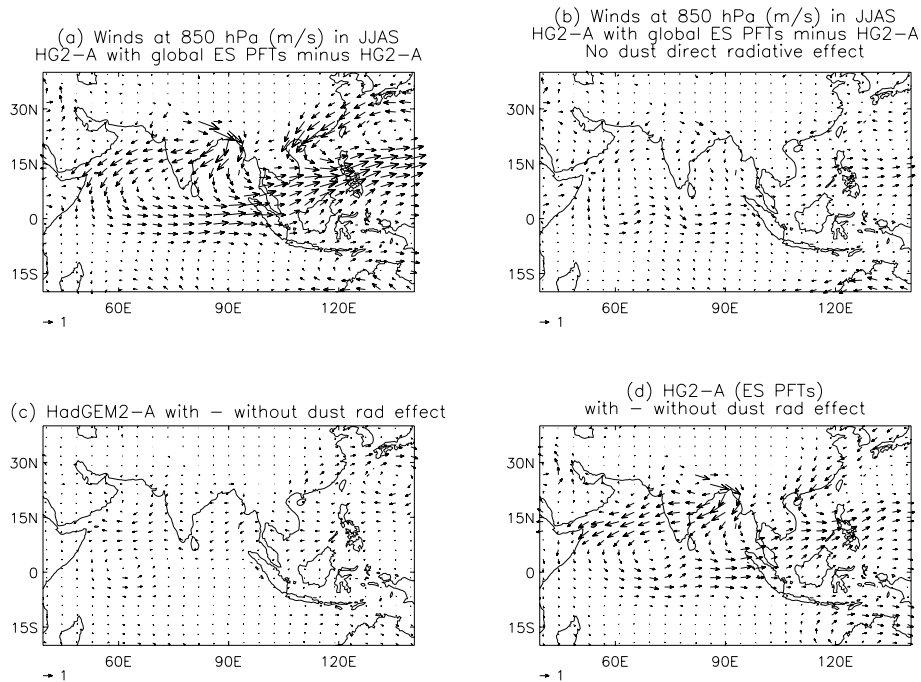 (a) Winds at 850 hPa (m/s) in JJAS
HG2-A with global ES PFTs minus HG2-A
30N
15N
0
15S
60E 90E 120E
1
(b) Winds at 850 hPa (m/s) in JJAS
HG2-A with global ES PFTs minus HG2-A
No dust direct radiative effect
30N
15N
0
15S
60E 90E 120E
1
(c) HadGEM2-A with - without dust rad effect
30N
15N
0
15S
60E 90E 120E
1
(d) HG2-A (ES PFTs)
with - without dust rad effect
30N
15N
0
15S
60E 90E 120E
1